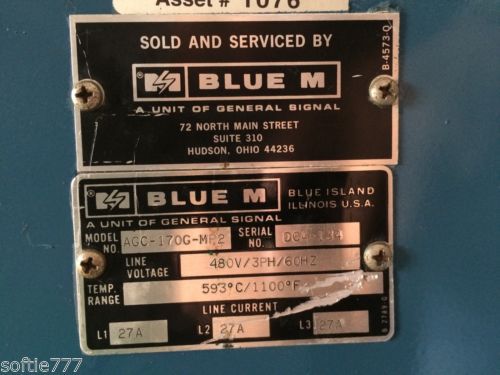 Asset # 1076
SOLD AND SERVICED BY
® BLUE M
A UNIT OF GENERAL SIGNAL
72 NORTH MAIN STREET
SUITE 310
HUDSON, OHIO 44236
B-4573-Q
® BLUE M
BLUE ISLAND
ILLINOIS U.S.A.
A UNIT OF GENERAL SIGNAL
MODEL NO. AGC-170G-MP2 SERIAL NO.
LINE VOLTAGE 480V/3PH/60HZ
TEMP. RANGE 593°C/1100°F
LINE CURRENT
L1 27A L2 27A L3 27A
softie777